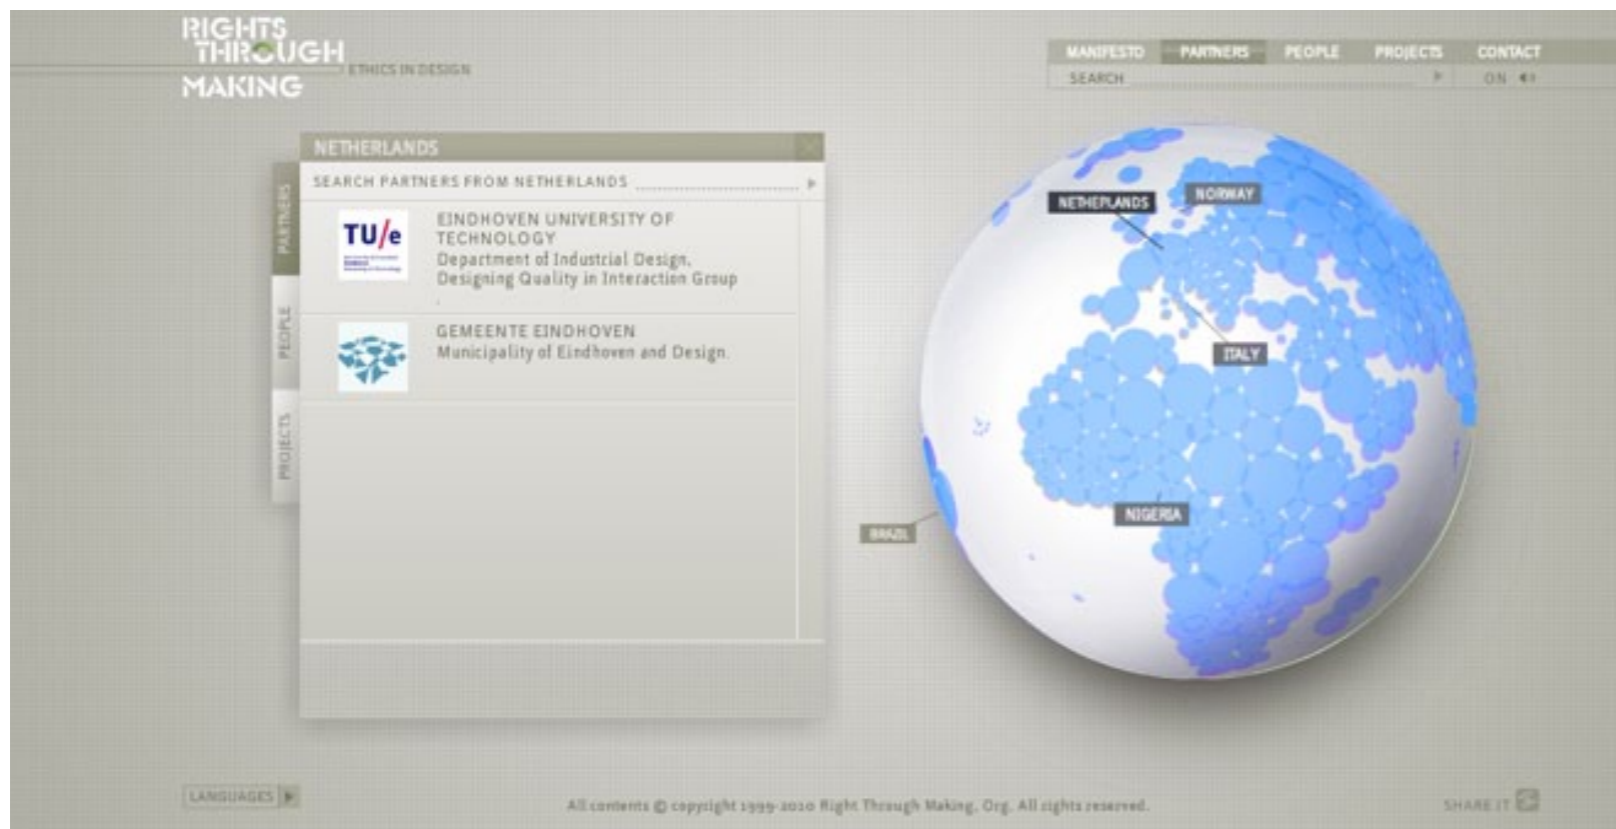 RIGHTS
THROUGH
MAKING
ETHICS IN DESIGN
MANIFESTO PARTNERS PEOPLE PROJECTS CONTACT
SEARCH ON
NETHERLANDS
SEARCH PARTNERS FROM NETHERLANDS
PARTNERS
PEOPLE
PROJECTS
TU/e
EINDHOVEN UNIVERSITY OF
TECHNOLOGY
Department of Industrial Design,
Designing Quality in Interaction Group
.
GEMEENTE EINDHOVEN
Municipality of Eindhoven and Design.
NETHEPLANDS
NORWAY
ITALY
NIGERIA
BRAZIL
LANGUAGES
All contents © copyright 1999-2010 Right Through Making, Org. All rights reserved.
SHARE IT